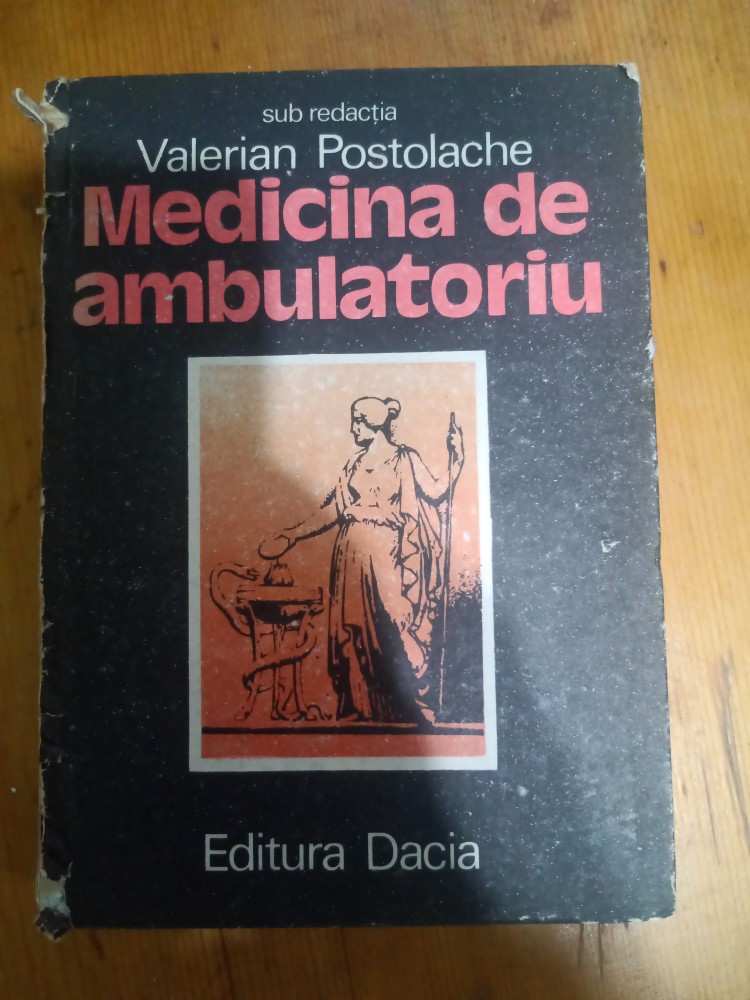 sub redacția
Valerian Postolache
Medicina de
ambulatoriu
Editura Dacia